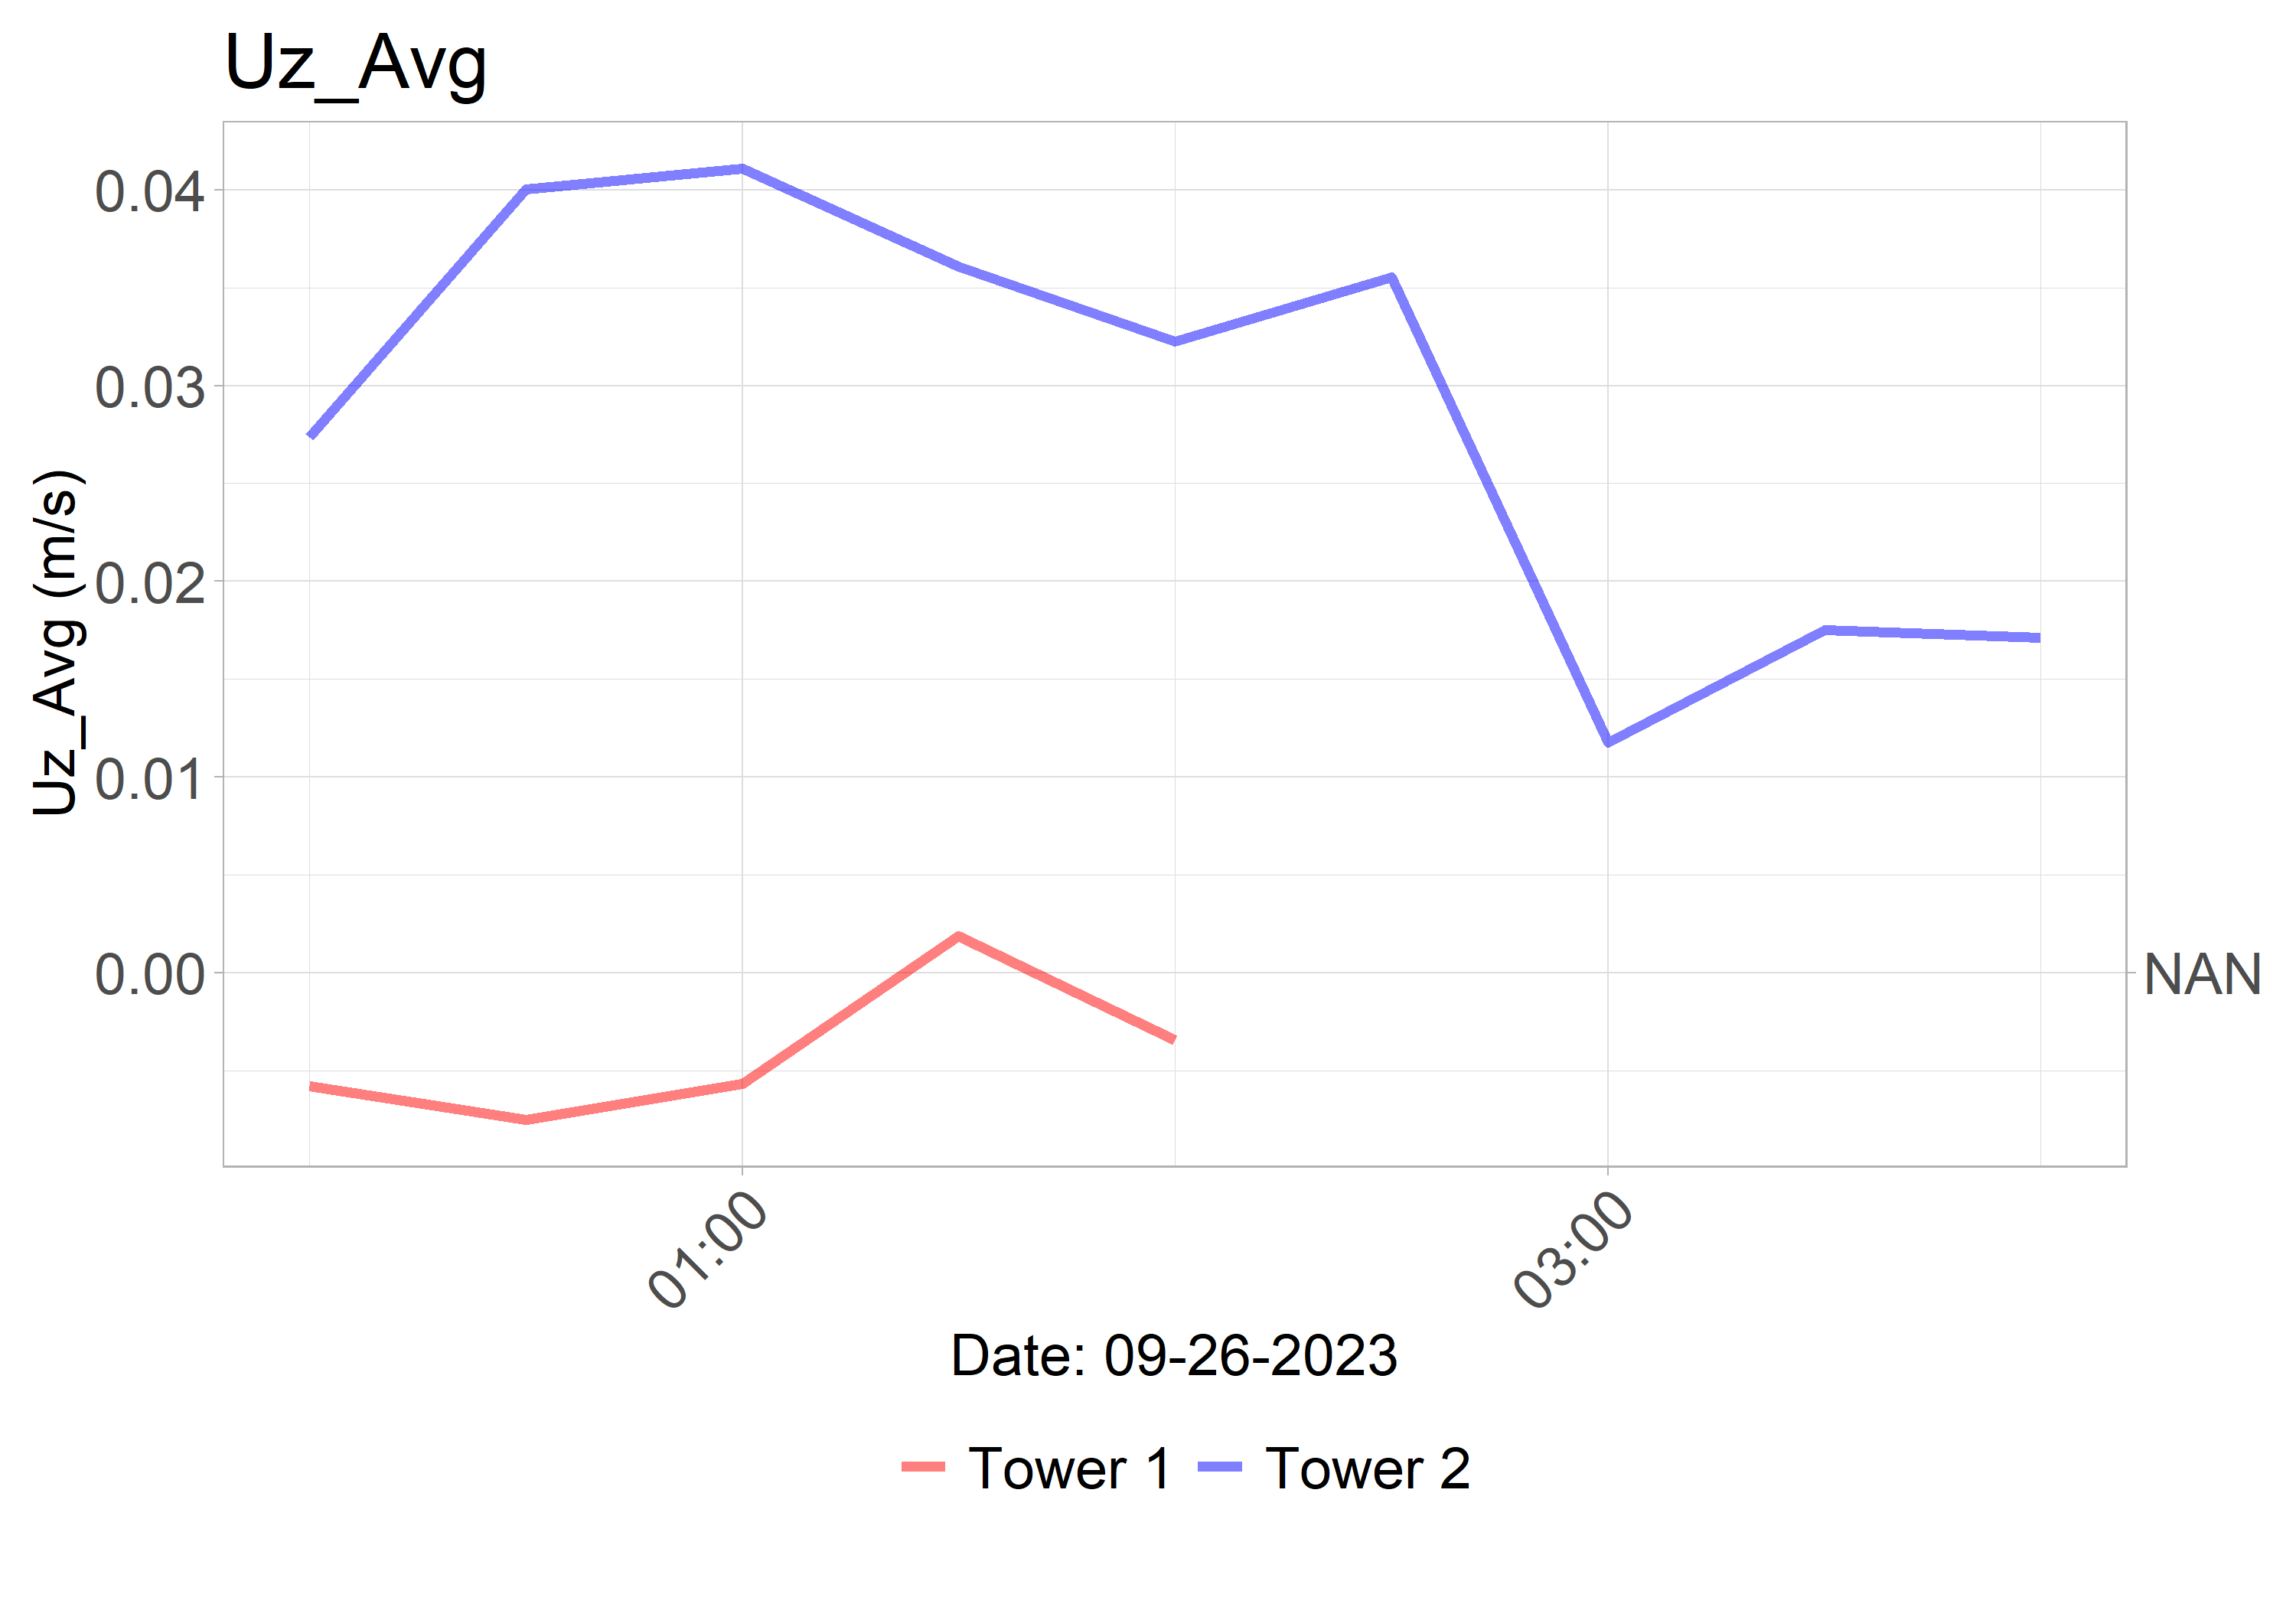 Uz_Avg
Uz_Avg (m/s)
0.04
0.03
0.02
0.01
0.00
NAN
01:00
03:00
Date: 09-26-2023
Tower 1
Tower 2